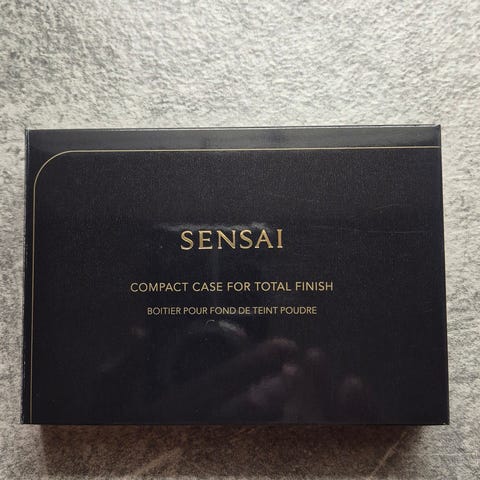 SENSAI
COMPACT CASE FOR TOTAL FINISH
BOITIER POUR FOND DE TEINT POUDRE